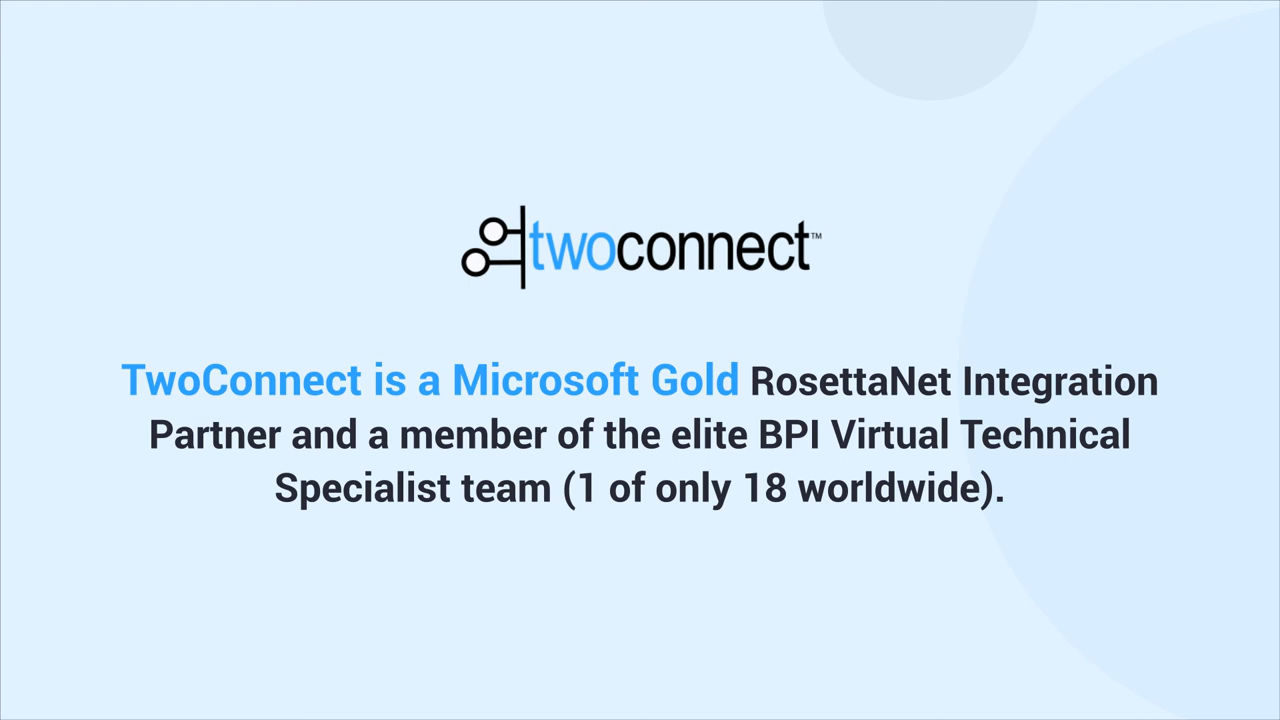 twoconnect™
TwoConnect is a Microsoft Gold RosettaNet Integration
Partner and a member of the elite BPI Virtual Technical
Specialist team (1 of only 18 worldwide).